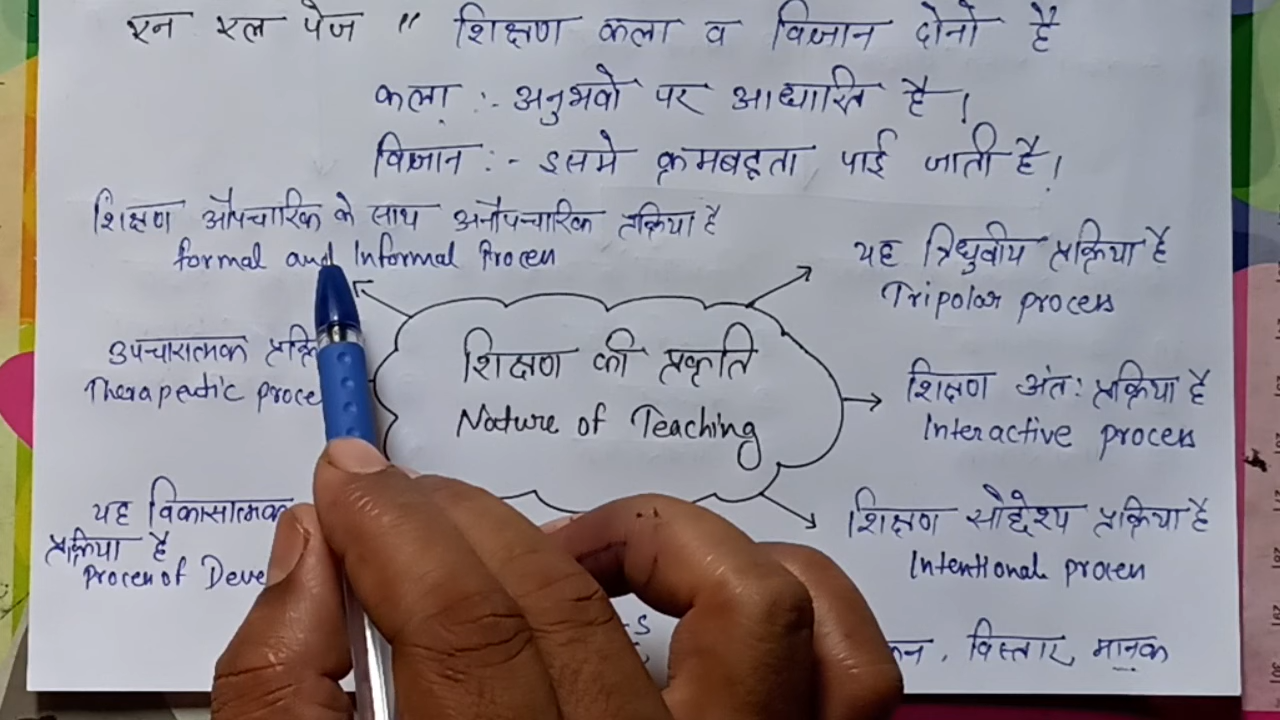 एन एल गेज " शिक्षण कला व विज्ञान दोनो है
कला :- अनुभवो पर आधारित है।
विज्ञान :- इसमे क्रमबद्धता पाई जाती है।
शिक्षण औपचारिक के साथ अनौपचारिक प्रक्रिया है
formal and Informal Process
यह त्रिध्रुवीय प्रक्रिया है
Tripolar process
उपचारात्मक
Therapeutic
शिक्षण की प्रकृति
Nature of Teaching
शिक्षण अंत: प्रक्रिया है
Interactive process
यह विकासात्मक
प्रक्रिया है
Process of
शिक्षण सोद्देश्य प्रक्रिया है
Intentional process
विस्तार, मानक